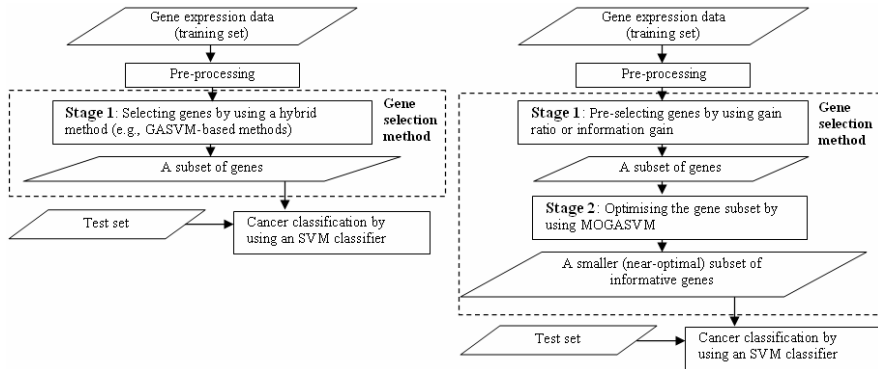 Gene expression data
(training set)
Pre-processing
Stage 1: Selecting genes by using a hybrid
method (e.g., GASVM-based methods)
Gene
selection
method
A subset of genes
Test set
Cancer classification by
using an SVM classifier
Gene expression data
(training set)
Pre-processing
Stage 1: Pre-selecting genes by using gain
ratio or information gain
Gene
selection
method
A subset of genes
Stage 2: Optimising the gene subset by
using MOGASVM
A smaller (near-optimal) subset of
informative genes
Test set
Cancer classification by
using an SVM classifier